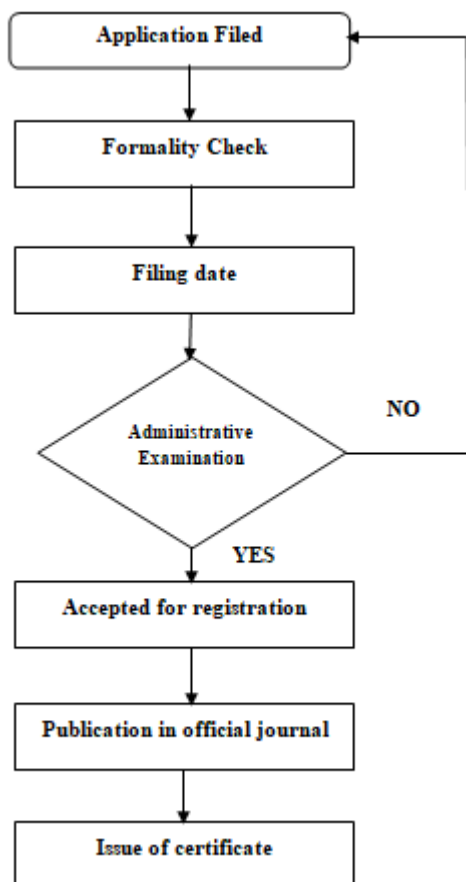 Application Filed
Formality Check
Filing date
Administrative
Examination
NO
YES
Accepted for registration
Publication in official journal
Issue of certificate